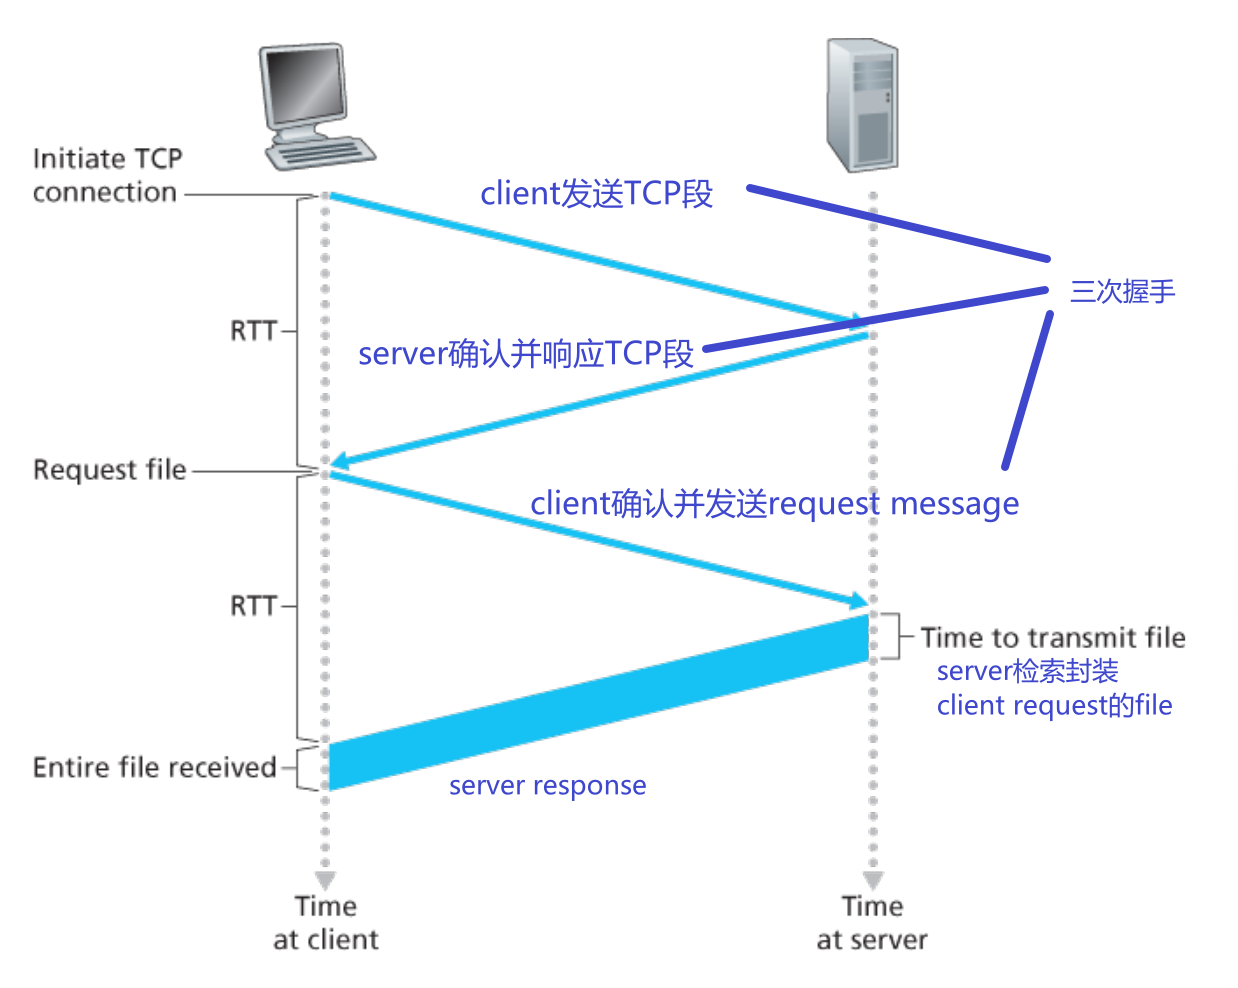 Initiate TCP
connection
client发送TCP段
三次握手
RTT
server确认并响应TCP段
Request file
client确认并发送request message
RTT
Time to transmit file
server检索封装
client request的file
Entire file received
server response
Time
at client
Time
at server